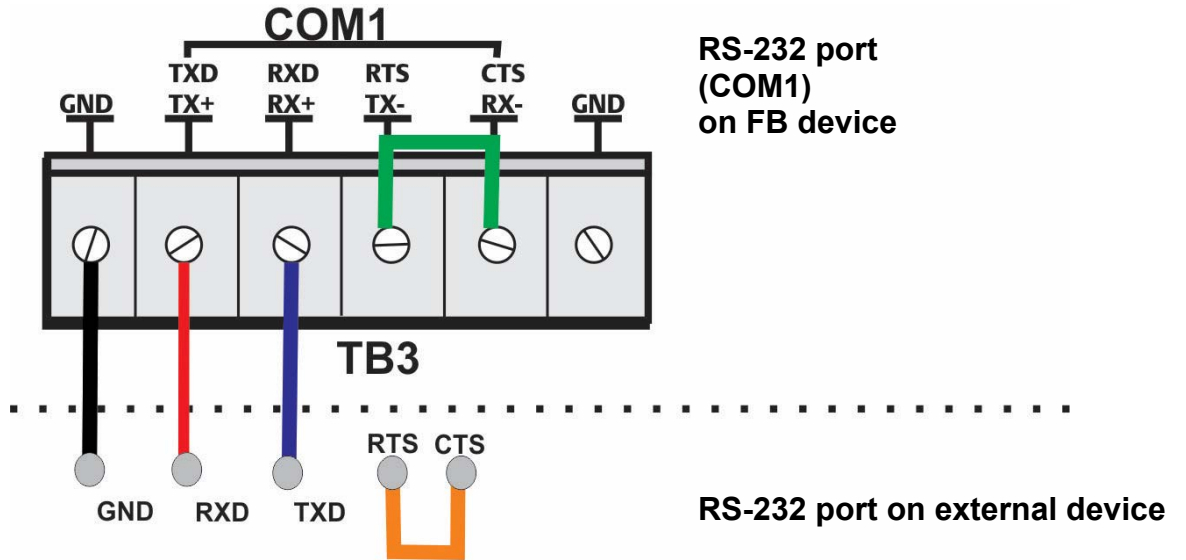 COM1
RS-232 port
(COM1)
on FB device
TXD RXD RTS CTS
GND TX+ RX+ TX- RX- GND
TB3
RTS CTS
GND RXD TXD
RS-232 port on external device